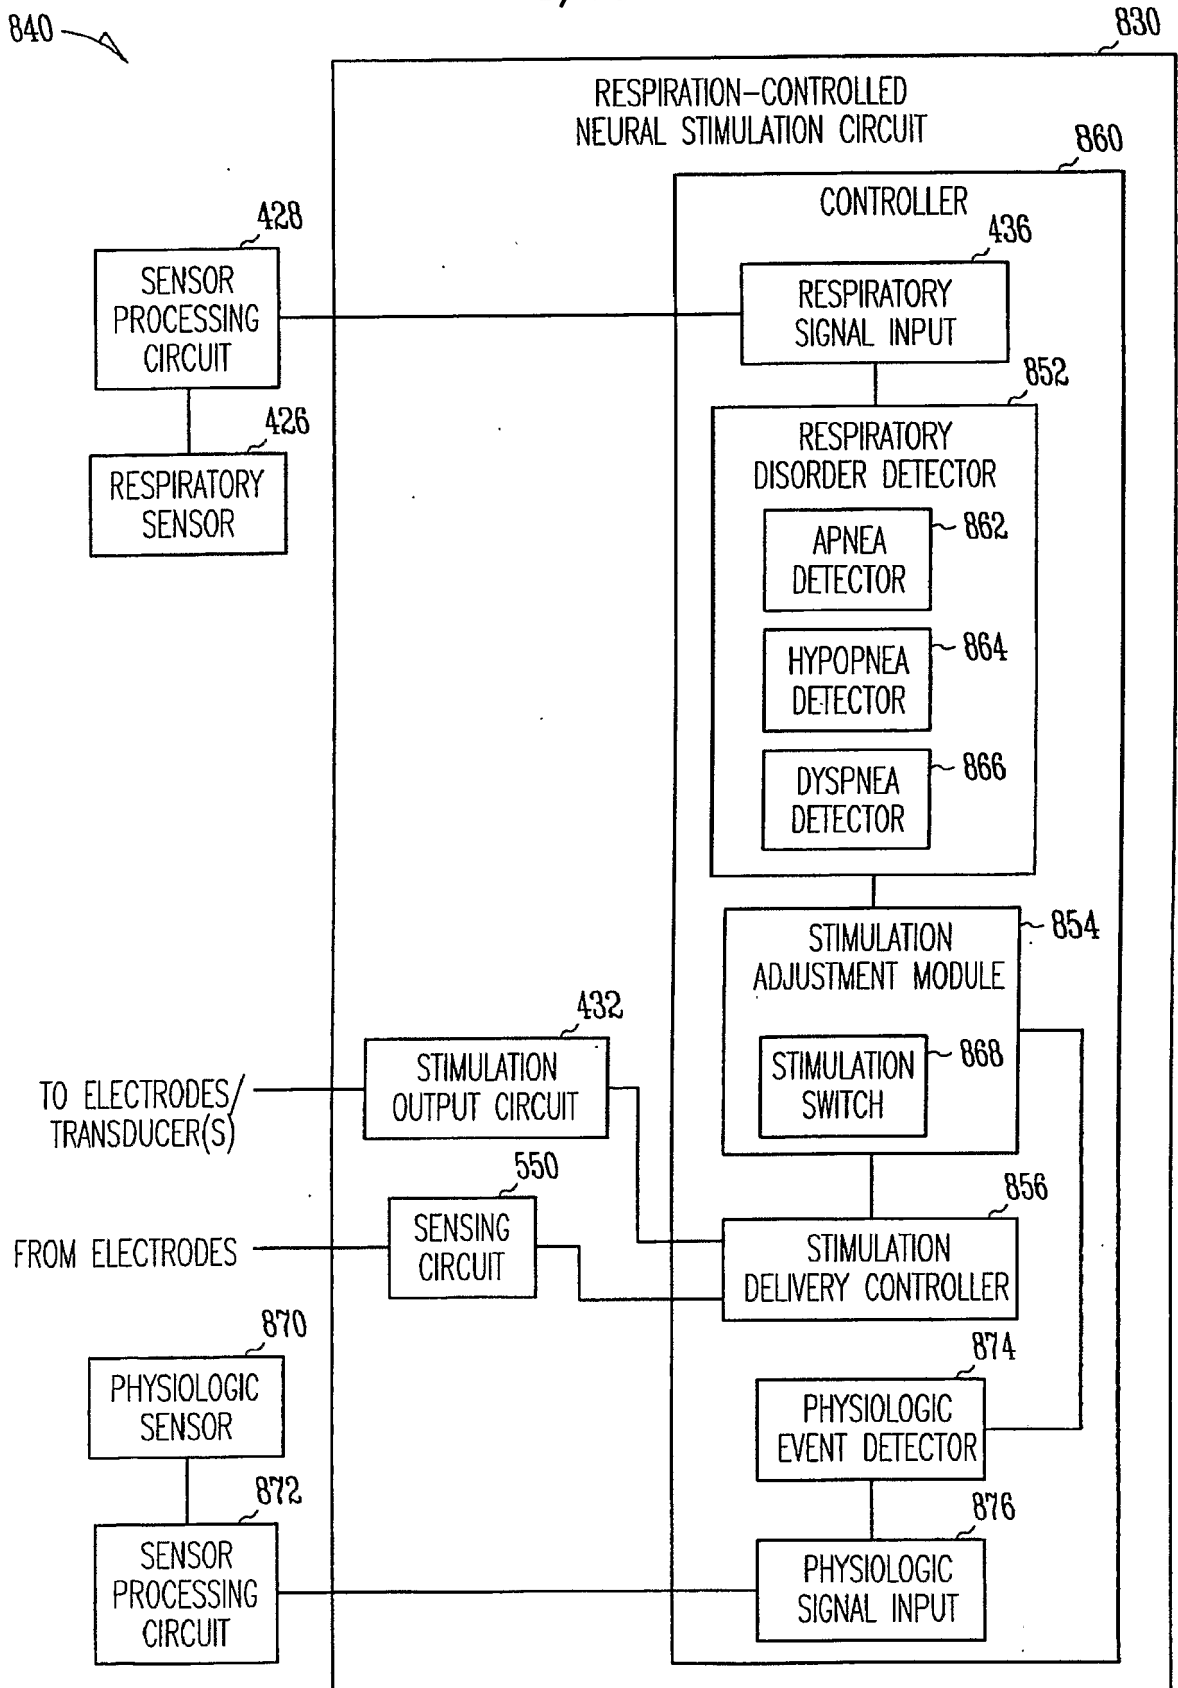 840
830
RESPIRATION-CONTROLLED
NEURAL STIMULATION CIRCUIT
860
CONTROLLER
428
SENSOR
PROCESSING
CIRCUIT
436
RESPIRATORY
SIGNAL INPUT
426
RESPIRATORY
SENSOR
852
RESPIRATORY
DISORDER DETECTOR
APNEA
DETECTOR
862
HYPOPNEA
DETECTOR
864
DYSPNEA
DETECTOR
866
STIMULATION
ADJUSTMENT MODULE
854
STIMULATION
SWITCH
868
432
STIMULATION
OUTPUT CIRCUIT
TO ELECTRODES/
TRANSDUCER(S)
550
SENSING
CIRCUIT
FROM ELECTRODES
856
STIMULATION
DELIVERY CONTROLLER
870
PHYSIOLOGIC
SENSOR
874
PHYSIOLOGIC
EVENT DETECTOR
872
SENSOR
PROCESSING
CIRCUIT
876
PHYSIOLOGIC
SIGNAL INPUT